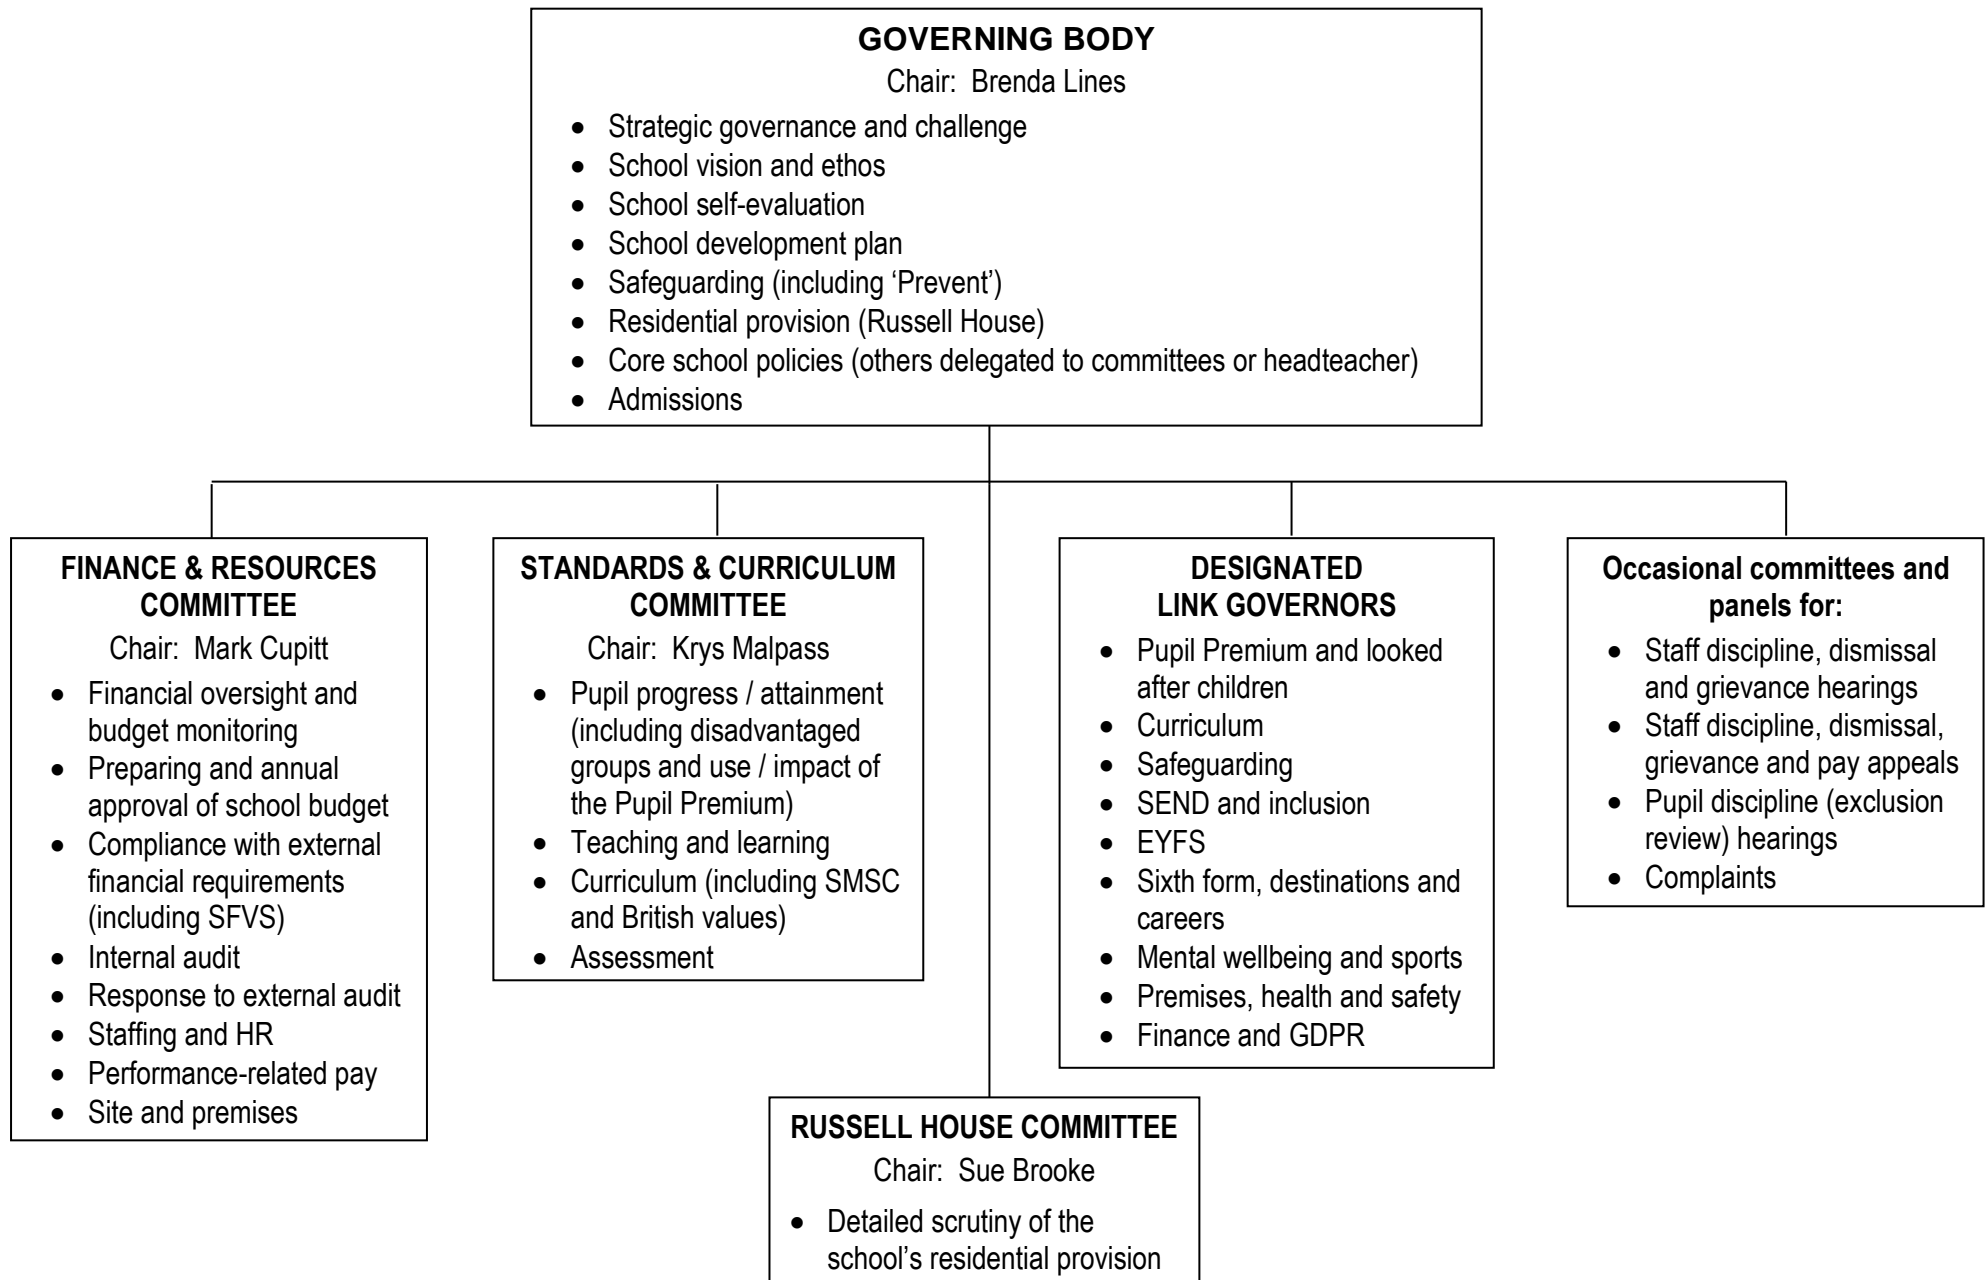 GOVERNING BODY
Chair:  Brenda Lines
• Strategic governance and challenge
• School vision and ethos
• School self-evaluation
• School development plan
• Safeguarding (including ‘Prevent’)
• Residential provision (Russell House)
• Core school policies (others delegated to committees or headteacher)
• Admissions
FINANCE & RESOURCES
COMMITTEE
Chair:  Mark Cupitt
• Financial oversight and
budget monitoring
• Preparing and annual
approval of school budget
• Compliance with external
financial requirements
(including SFVS)
• Internal audit
• Response to external audit
• Staffing and HR
• Performance-related pay
• Site and premises
STANDARDS & CURRICULUM
COMMITTEE
Chair:  Krys Malpass
• Pupil progress / attainment
(including disadvantaged
groups and use / impact of
the Pupil Premium)
• Teaching and learning
• Curriculum (including SMSC
and British values)
• Assessment
DESIGNATED
LINK GOVERNORS
• Pupil Premium and looked
after children
• Curriculum
• Safeguarding
• SEND and inclusion
• EYFS
• Sixth form, destinations and
careers
• Mental wellbeing and sports
• Premises, health and safety
• Finance and GDPR
Occasional committees and
panels for:
• Staff discipline, dismissal
and grievance hearings
• Staff discipline, dismissal,
grievance and pay appeals
• Pupil discipline (exclusion
review) hearings
• Complaints
RUSSELL HOUSE COMMITTEE
Chair:  Sue Brooke
• Detailed scrutiny of the
school’s residential provision